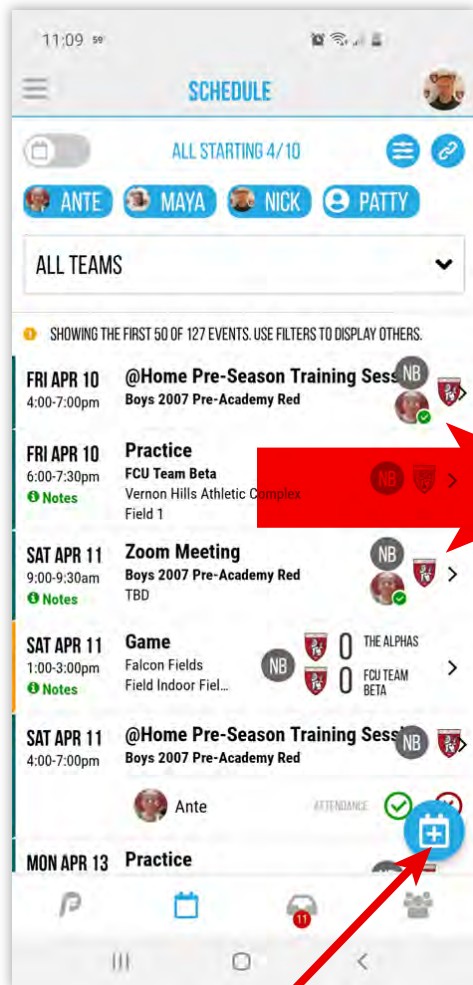 11:09
SCHEDULE
ALL STARTING 4/10
ANTE MAYA NICK PATTY
ALL TEAMS
SHOWING THE FIRST 50 OF 127 EVENTS. USE FILTERS TO DISPLAY OTHERS.
FRI APR 10 @Home Pre-Season Training Sess NB
4:00-7:00pm Boys 2007 Pre-Academy Red
FRI APR 10 Practice
6:00-7:30pm FCU Team Beta NB
Notes Vernon Hills Athletic Complex
Field 1
SAT APR 11 Zoom Meeting NB
9:00-9:30am Boys 2007 Pre-Academy Red
Notes TBD
SAT APR 11 Game 0 THE ALPHAS
1:00-3:00pm Falcon Fields NB
Notes Field Indoor Fiel... 0 FCU TEAM
BETA
SAT APR 11 @Home Pre-Season Training Sess NB
4:00-7:00pm Boys 2007 Pre-Academy Red
Ante ATTENDANCE
MON APR 13 Practice
11